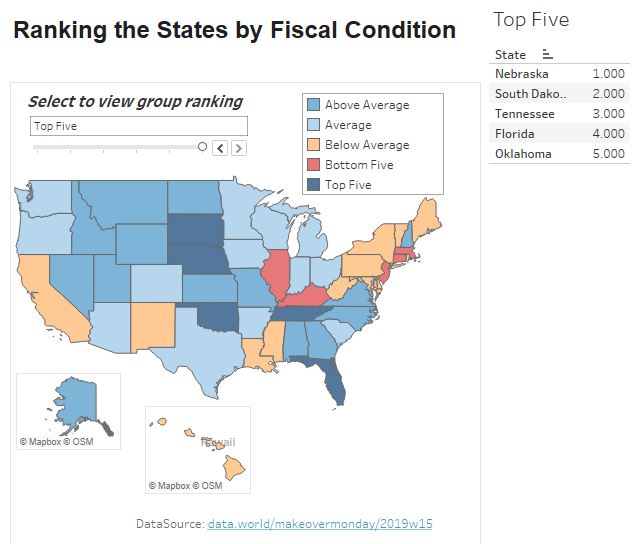 Ranking the States by Fiscal Condition
Top Five
State
Nebraska 1.000
South Dako.. 2.000
Tennessee 3.000
Florida 4.000
Oklahoma 5.000
Select to view group ranking
Top Five
Above Average
Average
Below Average
Bottom Five
Top Five
© Mapbox © OSM
Hawaii
© Mapbox © OSM
DataSource: data.world/makeovermonday/2019w15